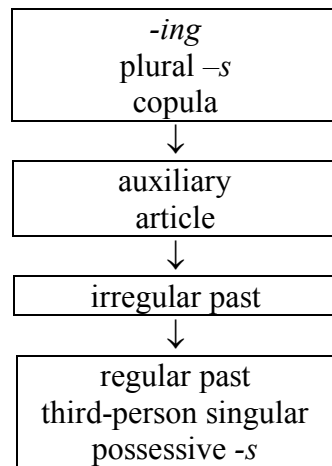 -ing
plural –s
copula
↓
auxiliary
article
↓
irregular past
↓
regular past
third-person singular
possessive -s